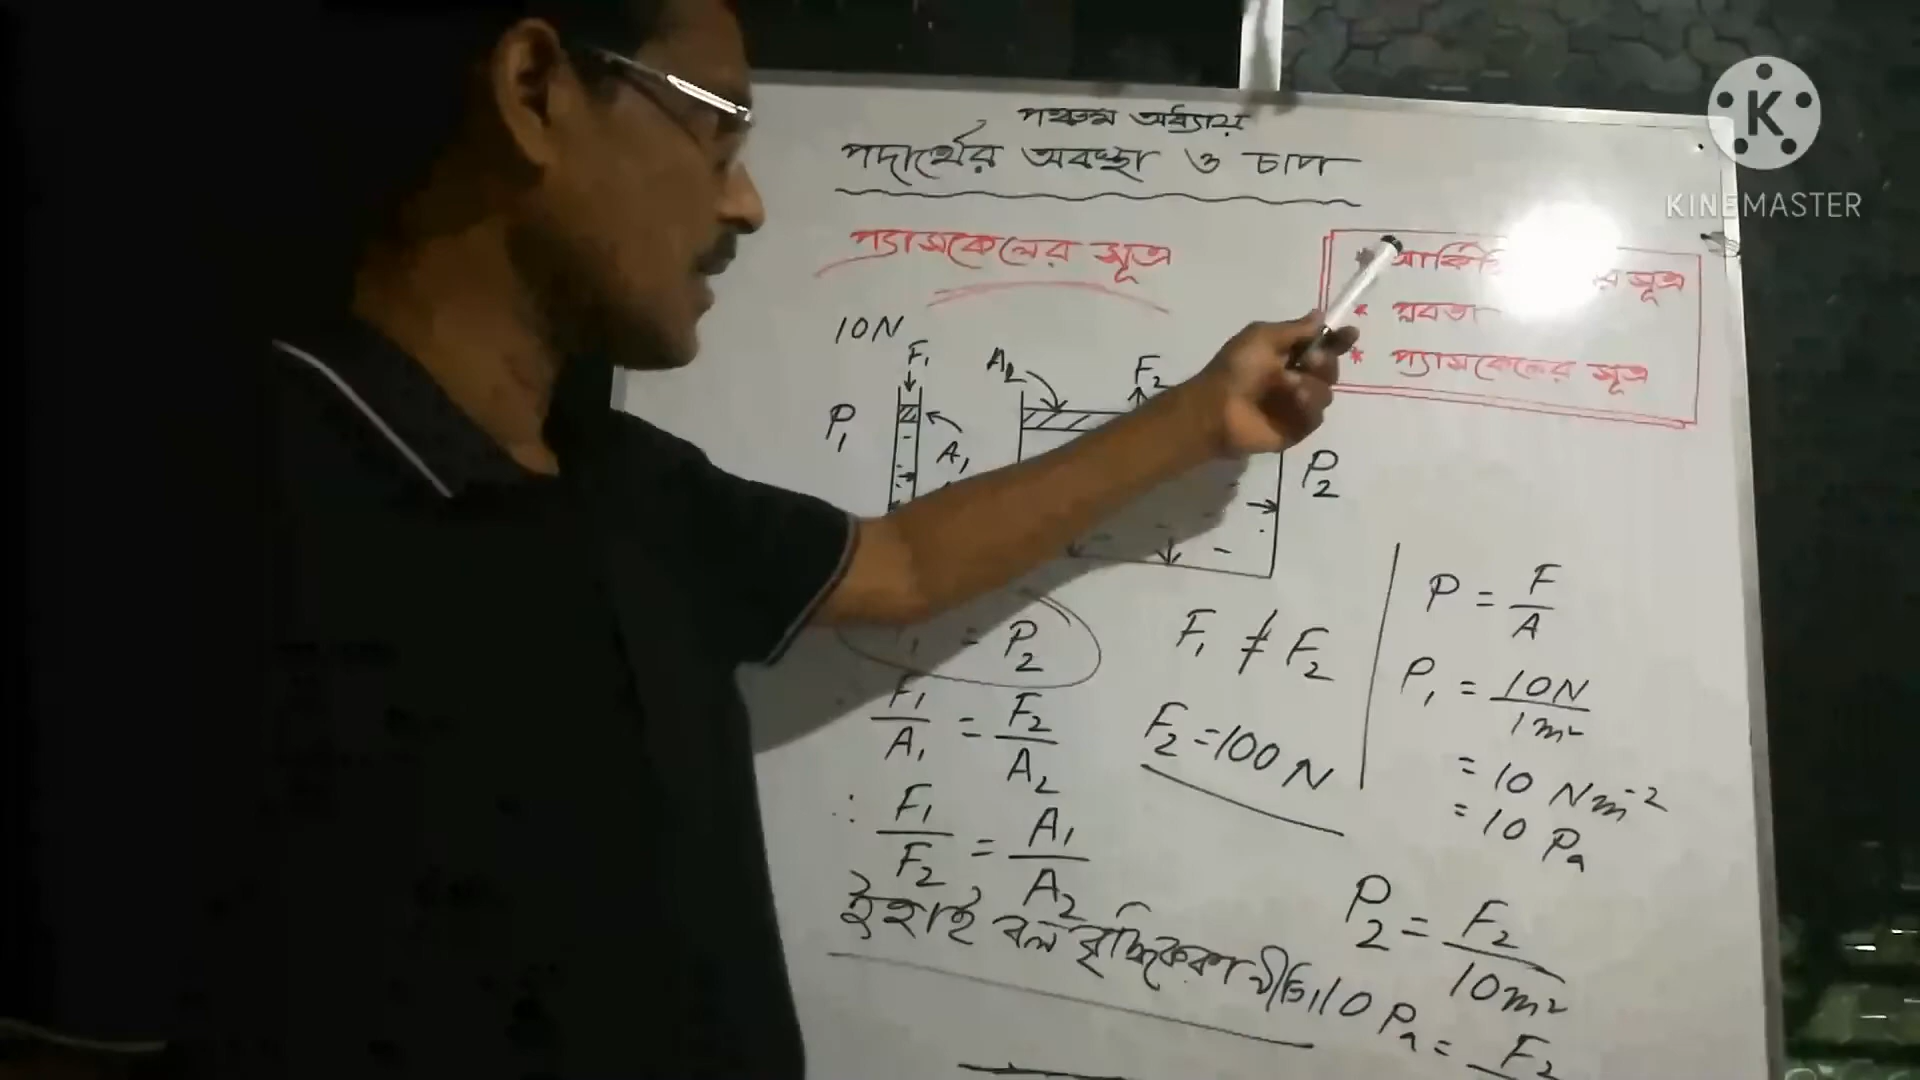 পঞ্চম অধ্যায়
পদার্থের অবস্থা ও চাপ
K
KINEMASTER
প্যাসকেলের সূত্র
* সূত্র
* প্লবতা
* প্যাসকেলের সূত্র
10N
F₁
A₂
F₂
P₁
A₁
P₂
= P₂
F₁/A₁ = F₂/A₂
∴ F₁/F₂ = A₁/A₂
ইহাই বল বৃদ্ধিকরণ নীতি।
F₁ ≠ F₂
F₂ = 100 N
P = F/A
P₁ = 10N/1m²
= 10 Nm⁻²
= 10 Pa
P₂ = F₂/10m²
10 Pa = F₂